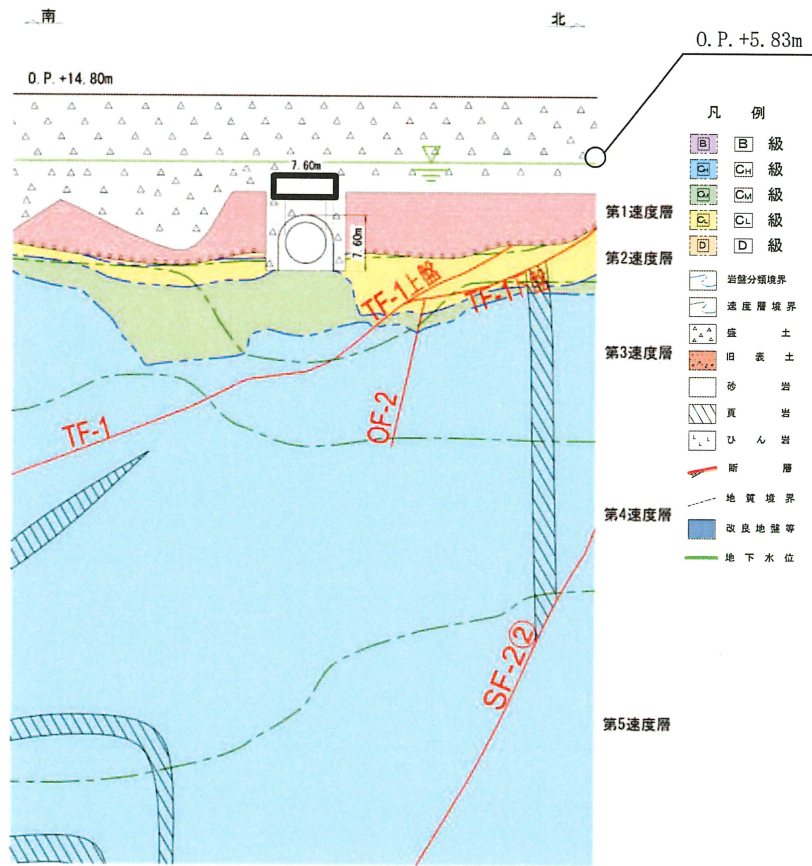 南
北
O.P.+5.83m
O.P.+14.80m
7.60m
7.60m
第1速度層
第2速度層
第3速度層
第4速度層
第5速度層
TF-1上盤
TF-1下盤
TF-1
OF-2
SF-2②
凡 例
B B 級
CH CH 級
CM CM 級
CL CL 級
D D 級
岩盤分類境界
速度層境界
盛 土
旧 表 土
砂 岩
頁 岩
ひ ん 岩
断 層
地 質 境 界
改 良 地 盤 等
地 下 水 位